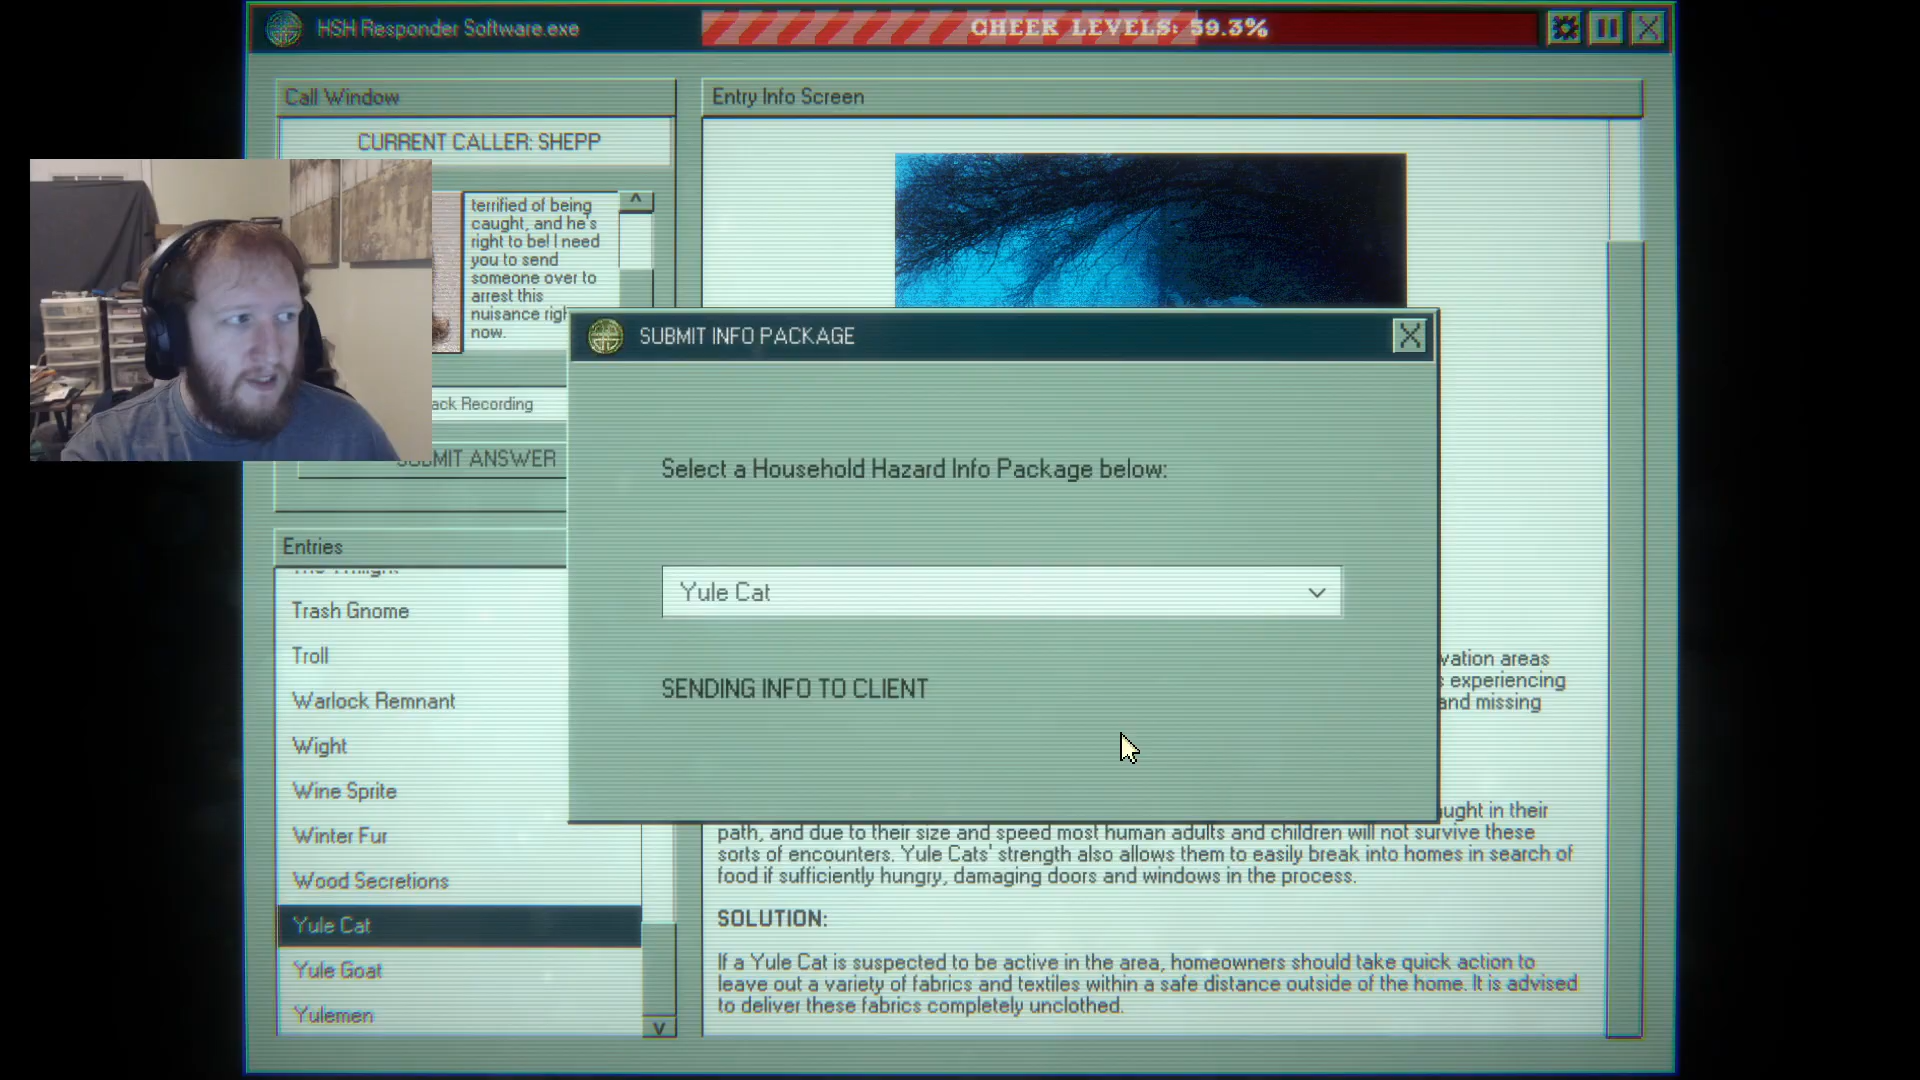 HSH Responder Software.exe
CHEER LEVELS: 59.3%
Call Window
CURRENT CALLER: SHEPP
terrified of being
caught, and he's
right to be! I need
you to send
someone over to
arrest this
nuisance righ
now.
ack Recording
SUBMIT ANSWER
Entries
Trash Gnome
Troll
Warlock Remnant
Wight
Wine Sprite
Winter Fur
Wood Secretions
Yule Cat
Yule Goat
Yulemen
Entry Info Screen
SUBMIT INFO PACKAGE
Select a Household Hazard Info Package below:
Yule Cat
SENDING INFO TO CLIENT
vation areas
s experiencing
and missing
ught in their
path, and due to their size and speed most human adults and children will not survive these
sorts of encounters. Yule Cats' strength also allows them to easily break into homes in search of
food if sufficiently hungry, damaging doors and windows in the process.
SOLUTION:
If a Yule Cat is suspected to be active in the area, homeowners should take quick action to
leave out a variety of fabrics and textiles within a safe distance outside of the home. It is advised
to deliver these fabrics completely unclothed.